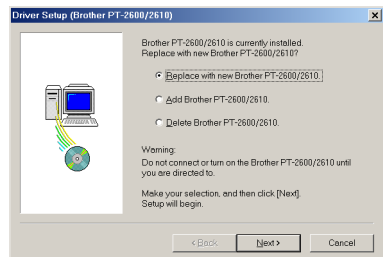 Driver Setup (Brother PT-2600/2610)
Brother PT-2600/2610 is currently installed.
Replace with new Brother PT-2600/2610?
Replace with new Brother PT-2600/2610.
Add Brother PT-2600/2610.
Delete Brother PT-2600/2610.
Warning:
Do not connect or turn on the Brother PT-2600/2610 until
you are directed to.
Make your selection, and then click [Next].
Setup will begin.
< Back
Next >
Cancel